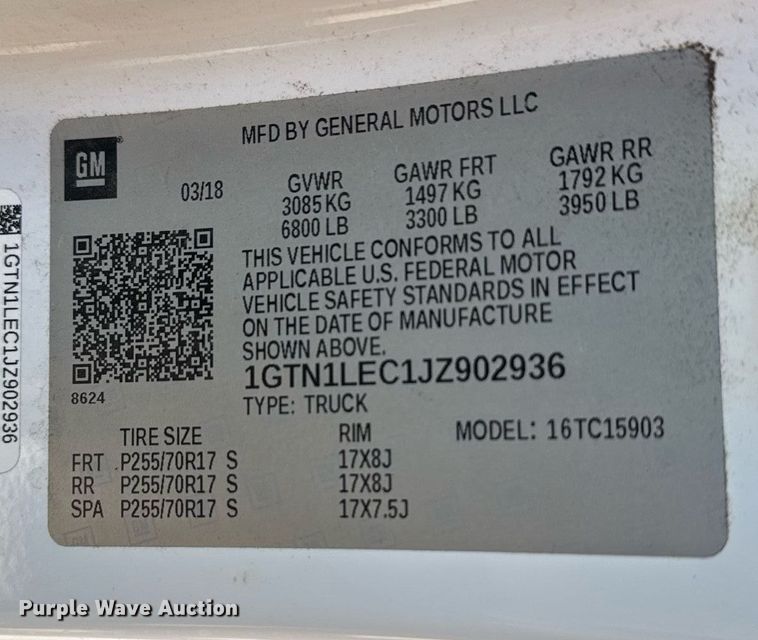 MFD BY GENERAL MOTORS LLC
GM
03/18
GVWR
3085 KG
6800 LB
GAWR FRT
1497 KG
3300 LB
GAWR RR
1792 KG
3950 LB
THIS VEHICLE CONFORMS TO ALL
APPLICABLE U.S. FEDERAL MOTOR
VEHICLE SAFETY STANDARDS IN EFFECT
ON THE DATE OF MANUFACTURE
SHOWN ABOVE.
1GTN1LEC1JZ902936
8624
TYPE: TRUCK
MODEL: 16TC15903
TIRE SIZE RIM
FRT P255/70R17 S 17X8J
RR P255/70R17 S 17X8J
SPA P255/70R17 S 17X7.5J
1GTN1LEC1JZ902936
Purple Wave Auction